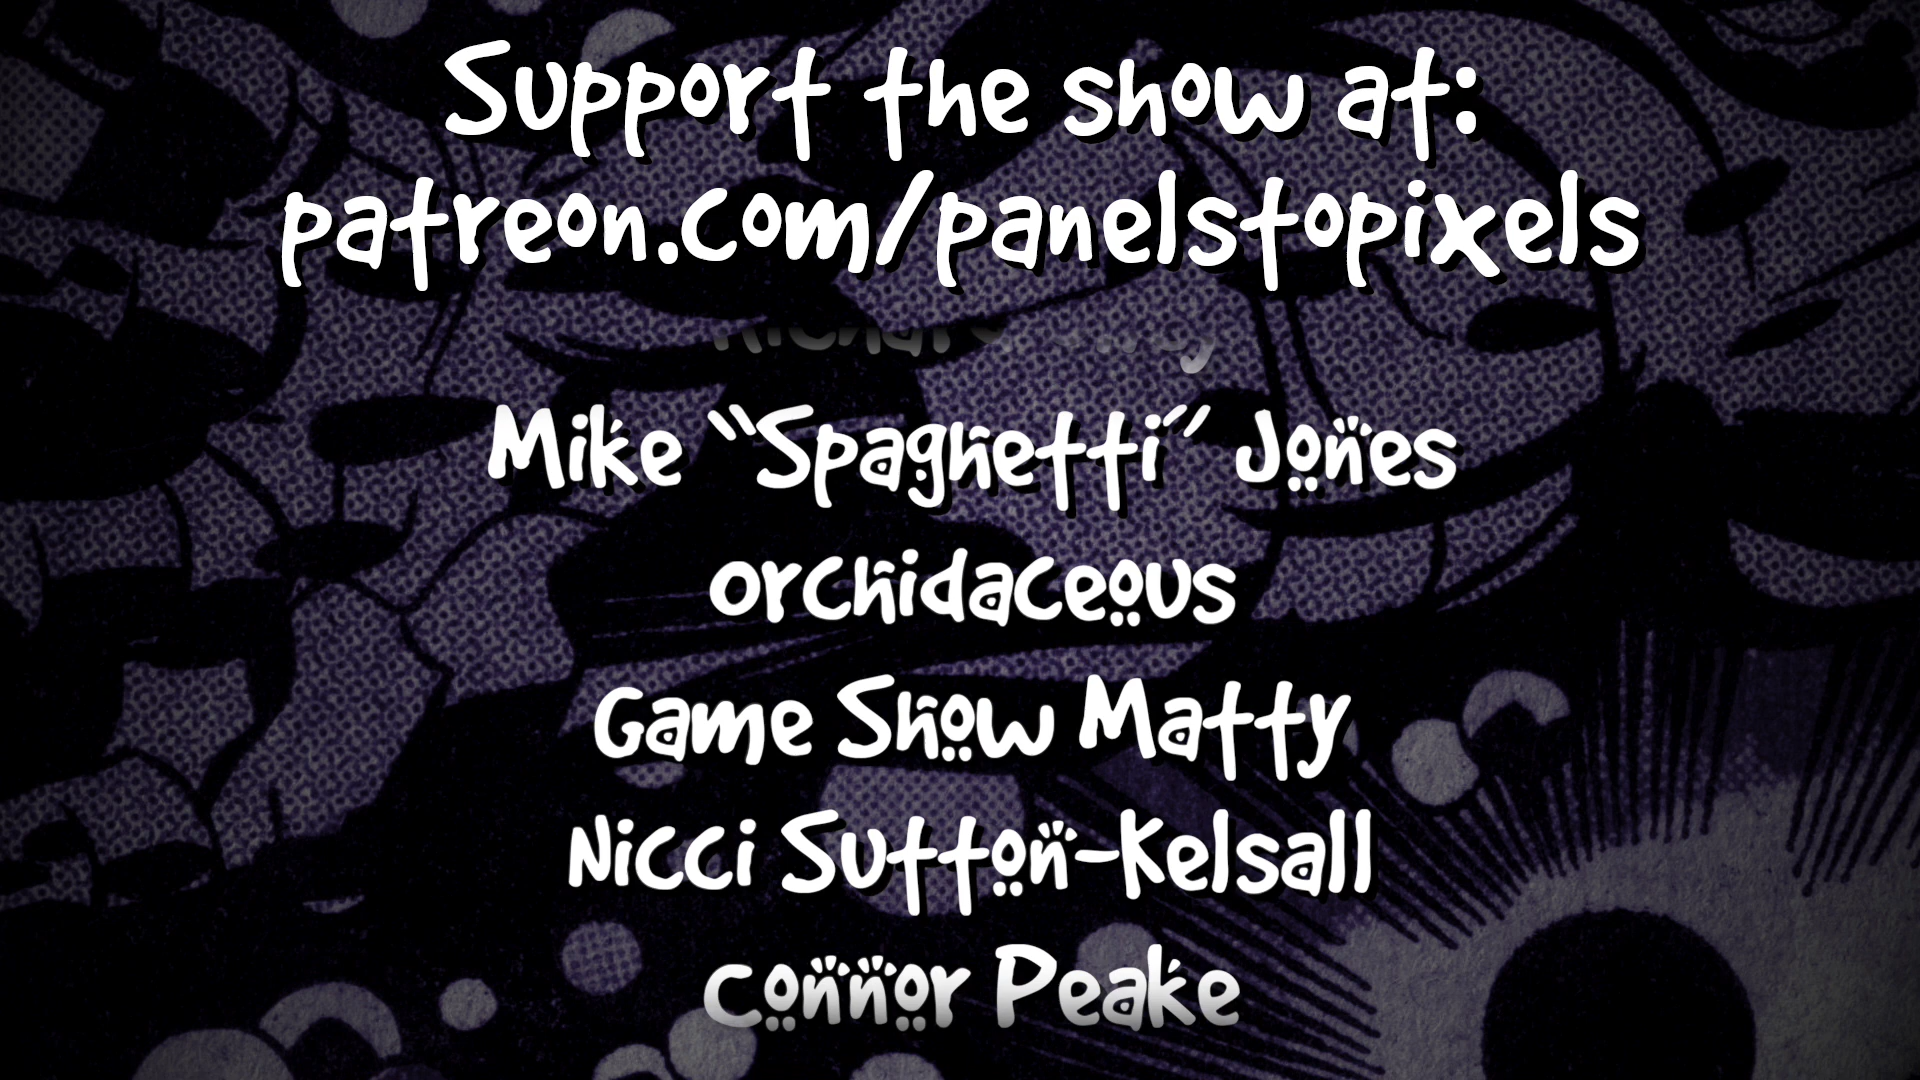 Support the show at:
patreon.com/panelstopixels
Mike “Spaghetti” Jones
orchidaceous
Game Show Matty
Nicci Sutton-Kelsall
Connor Peake